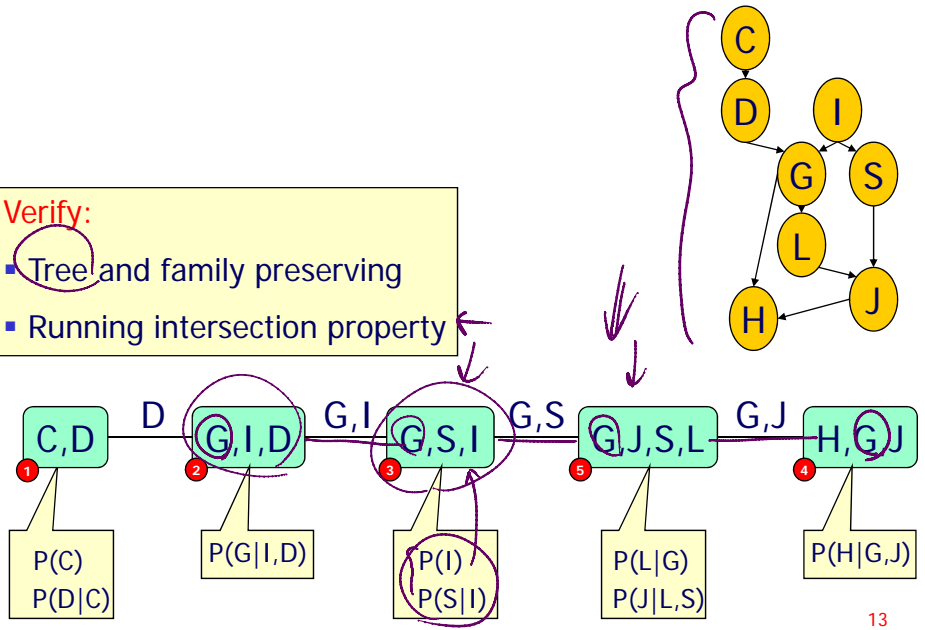 C
D
I
G
S
L
J
H
Verify:
Tree and family preserving
Running intersection property
C,D
D
G,I,D
G,I
G,S,I
G,S
G,J,S,L
G,J
H,G,J
1
2
3
5
4
P(C)
P(D|C)
P(G|I,D)
P(I)
P(S|I)
P(L|G)
P(J|L,S)
P(H|G,J)
13